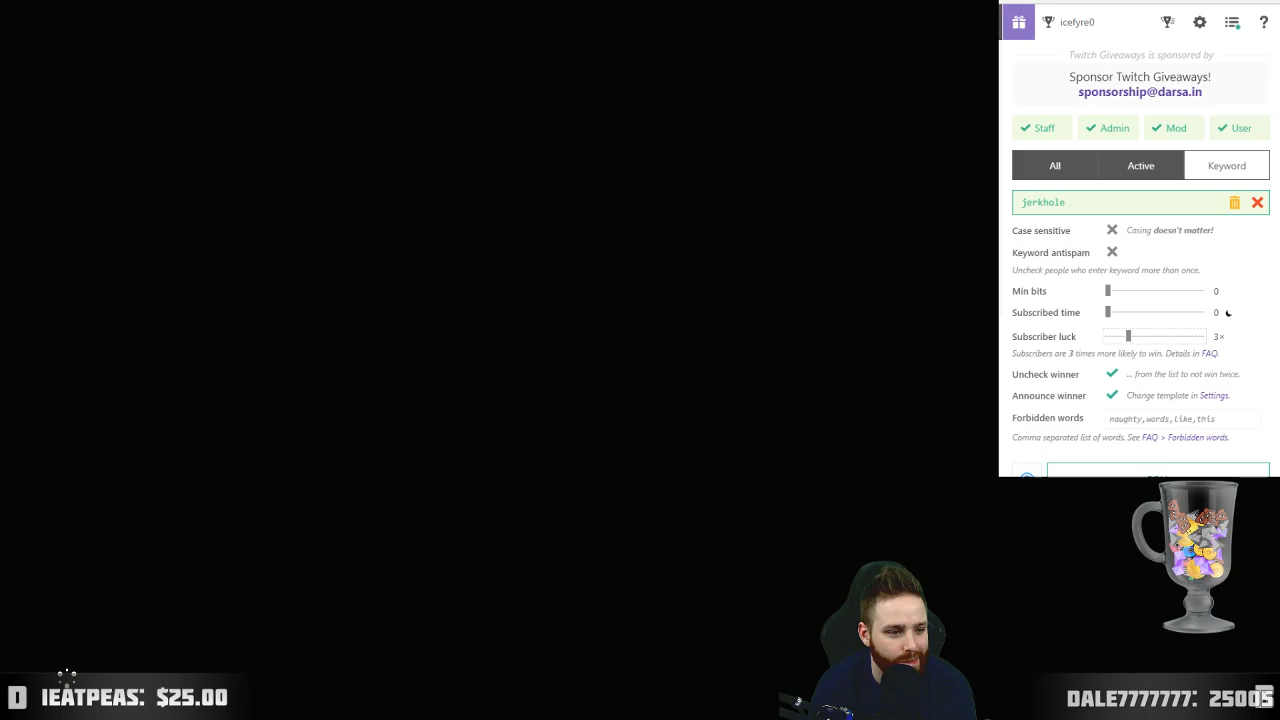 icefyre0
?
Twitch Giveaways is sponsored by
Sponsor Twitch Giveaways!
sponsorship@darsa.in
Staff Admin Mod User
All Active Keyword
jerkhole
Case sensitive Casing doesn't matter!
Keyword antispam
Uncheck people who enter keyword more than once.
Min bits 0
Subscribed time 0
Subscriber luck 3×
Subscribers are 3 times more likely to win. Details in FAQ.
Uncheck winner ... from the list to not win twice.
Announce winner Change template in Settings.
Forbidden words naughty,words,like,this
Comma separated list of words. See FAQ > Forbidden words.
IEATPEAS: $25.00
DALE7777777: